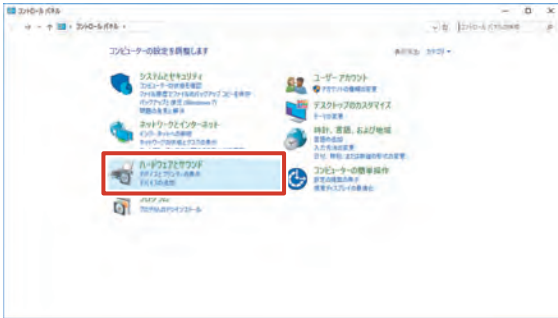 コントロール パネル
コントロール パネル
コントロール パネルの検索
コンピューターの設定を調整します
表示方法: カテゴリ
システムとセキュリティ
コンピューターの状態を確認
ファイル履歴でファイルのバックアップ コピーを保存
バックアップと復元 (Windows 7)
問題の発見と解決
ネットワークとインターネット
インターネットへの接続
ネットワークの状態とタスクの表示
ハードウェアとサウンド
デバイスとプリンターの表示
デバイスの追加
プログラム
プログラムのアンインストール
ユーザー アカウント
アカウントの種類の変更
デスクトップのカスタマイズ
テーマの変更
時計、言語、および地域
言語の追加
入力方法の変更
日付、時刻、または数値の形式の変更
コンピューターの簡単操作
設定の提案の表示
視覚ディスプレイの最適化